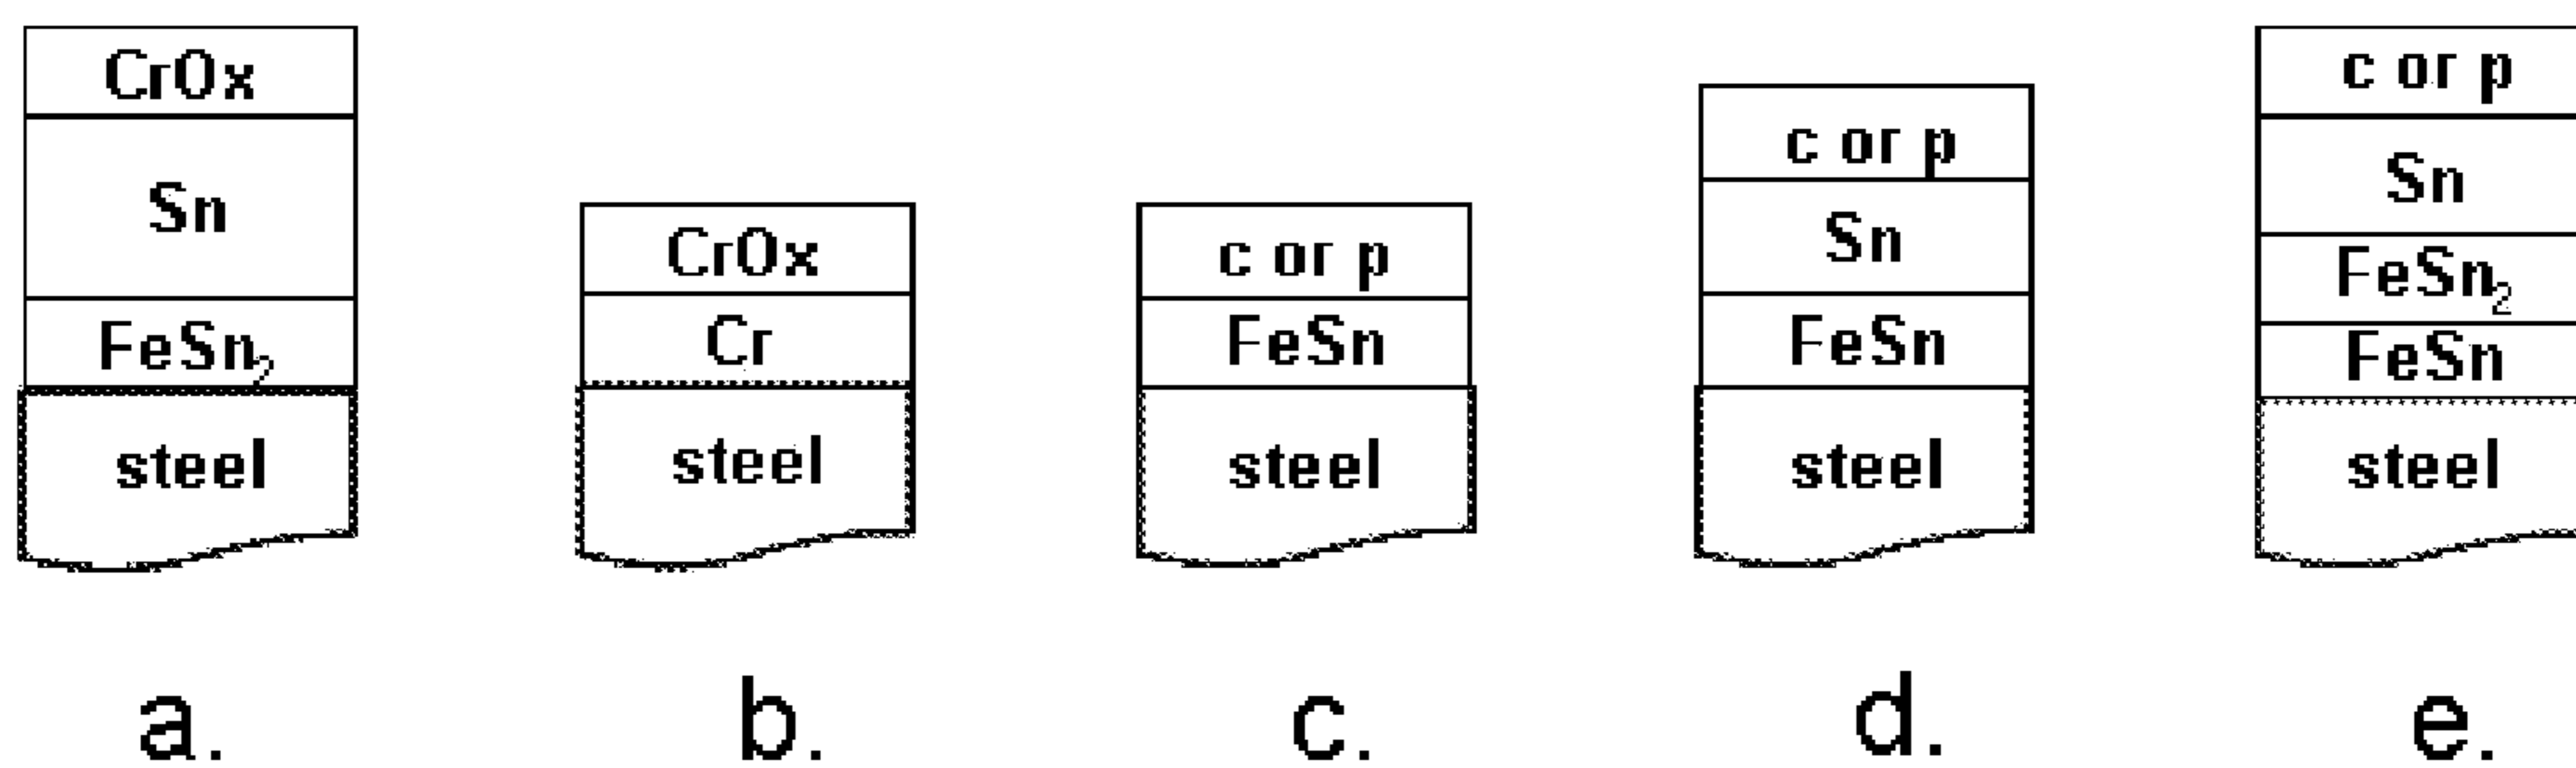 CrOx
Sn
FeSn₂
steel
a.
CrOx
Cr
steel
b.
c or p
FeSn
steel
c.
c or p
Sn
FeSn
steel
d.
c or p
Sn
FeSn₂
FeSn
steel
e.